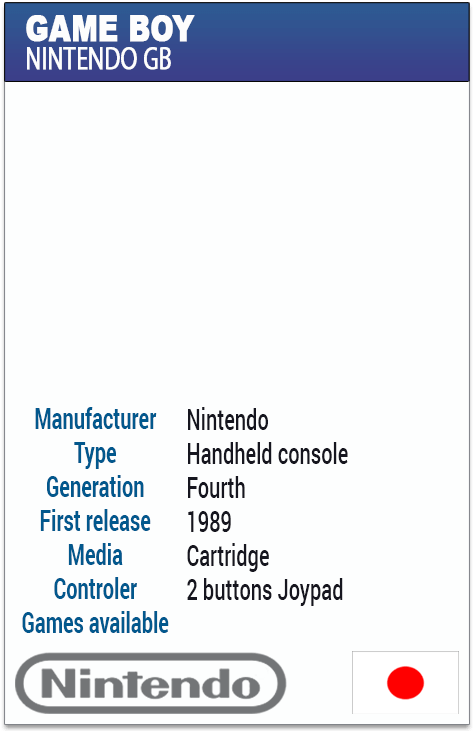 GAME BOY
NINTENDO GB
Manufacturer Nintendo
Type Handheld console
Generation Fourth
First release 1989
Media Cartridge
Controler 2 buttons Joypad
Games available
Nintendo